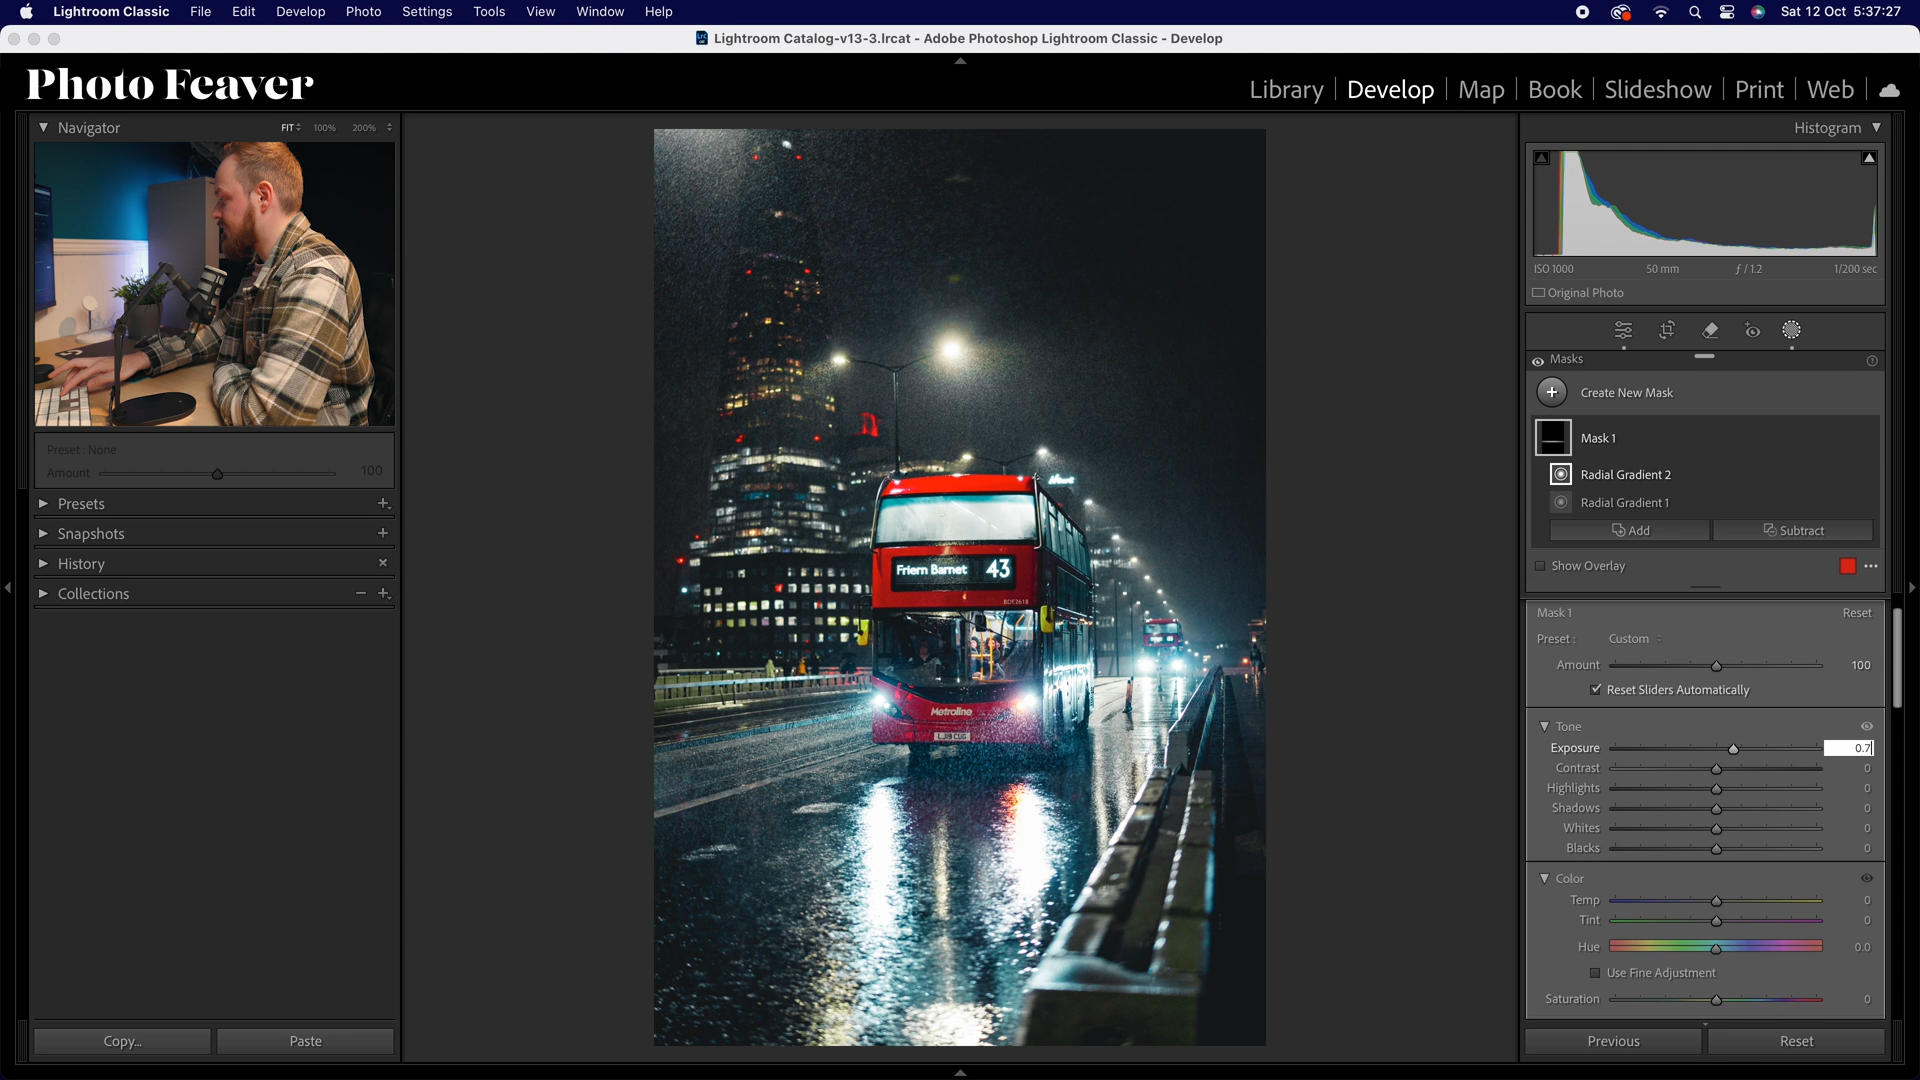 Lightroom Classic File Edit Develop Photo Settings Tools View Window Help Sat 12 Oct 5:37:27
Lightroom Catalog-v13-3.lrcat - Adobe Photoshop Lightroom Classic - Develop
Photo Feaver
Library | Develop | Map | Book | Slideshow | Print | Web
Navigator FIT 100% 200%
Histogram
ISO 1000 50 mm ƒ / 1.2 1/200 sec
Original Photo
Masks
Create New Mask
Mask 1
Radial Gradient 2
Radial Gradient 1
Add Subtract
Show Overlay
Mask 1 Reset
Preset : Custom
Amount 100
Reset Sliders Automatically
Tone
Exposure 0.7
Contrast 0
Highlights 0
Shadows 0
Whites 0
Blacks 0
Color
Temp 0
Tint 0
Hue 0.0
Use Fine Adjustment
Saturation 0
Previous Reset
Preset : None
Amount 100
Presets
Snapshots
History
Collections
Copy... Paste
Friern Barnet 43
BDE2618
Metroline